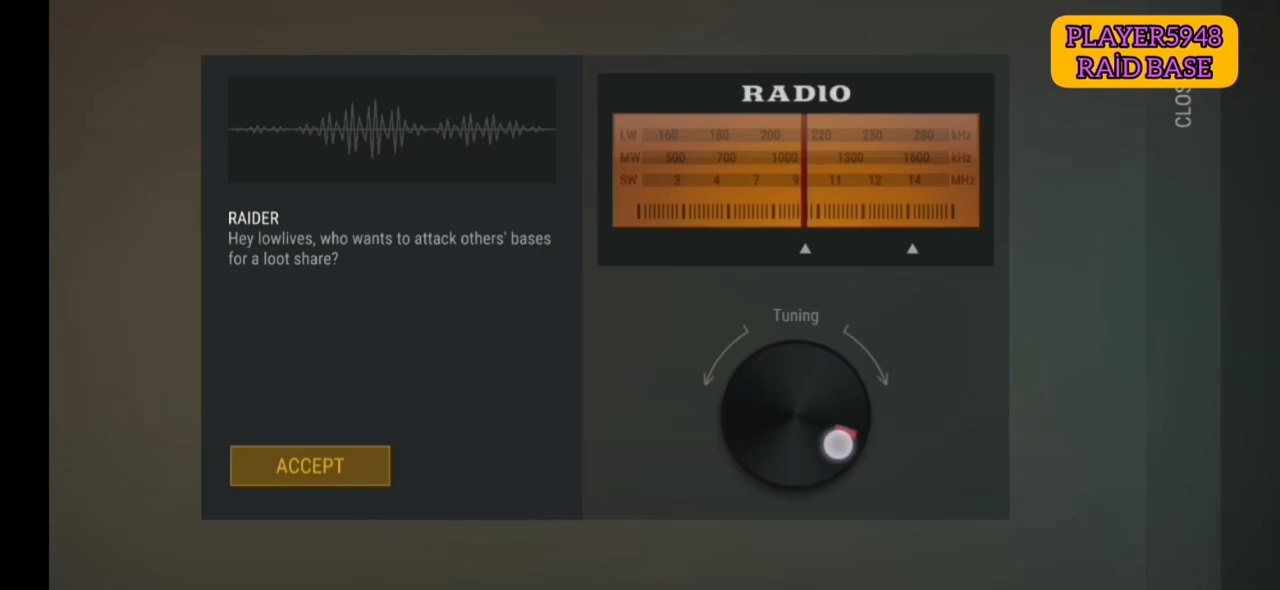 PLAYER5948
RAİD BASE
RADIO
LW 160 180 200 220 250 280 kHz
MW 500 700 1000 1300 1600 kHz
SW 3 4 7 9 11 12 14 MHz
RAIDER
Hey lowlives, who wants to attack others' bases
for a loot share?
Tuning
ACCEPT